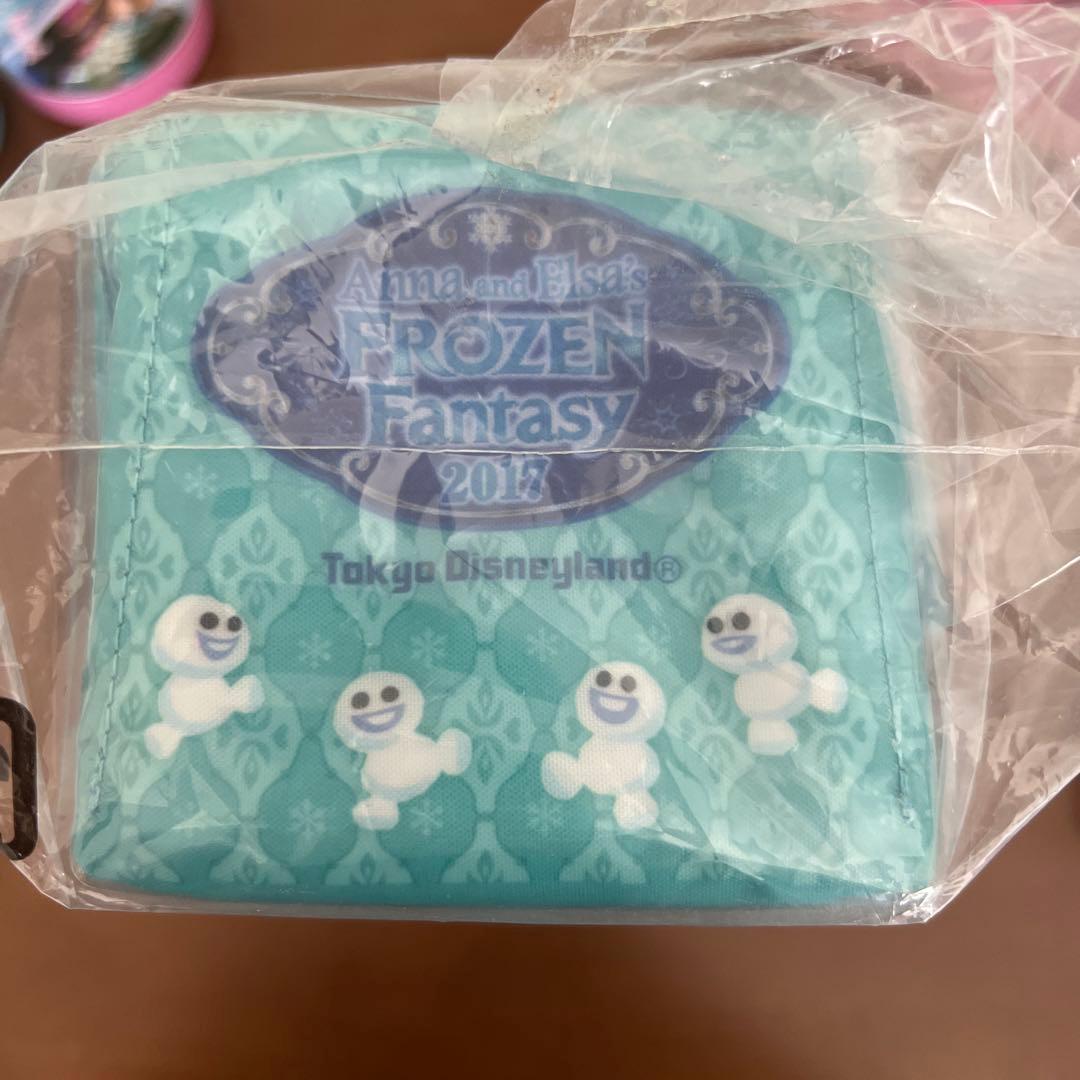 Anna and Elsa's
FROZEN
Fantasy
2017
Tokyo Disneyland®